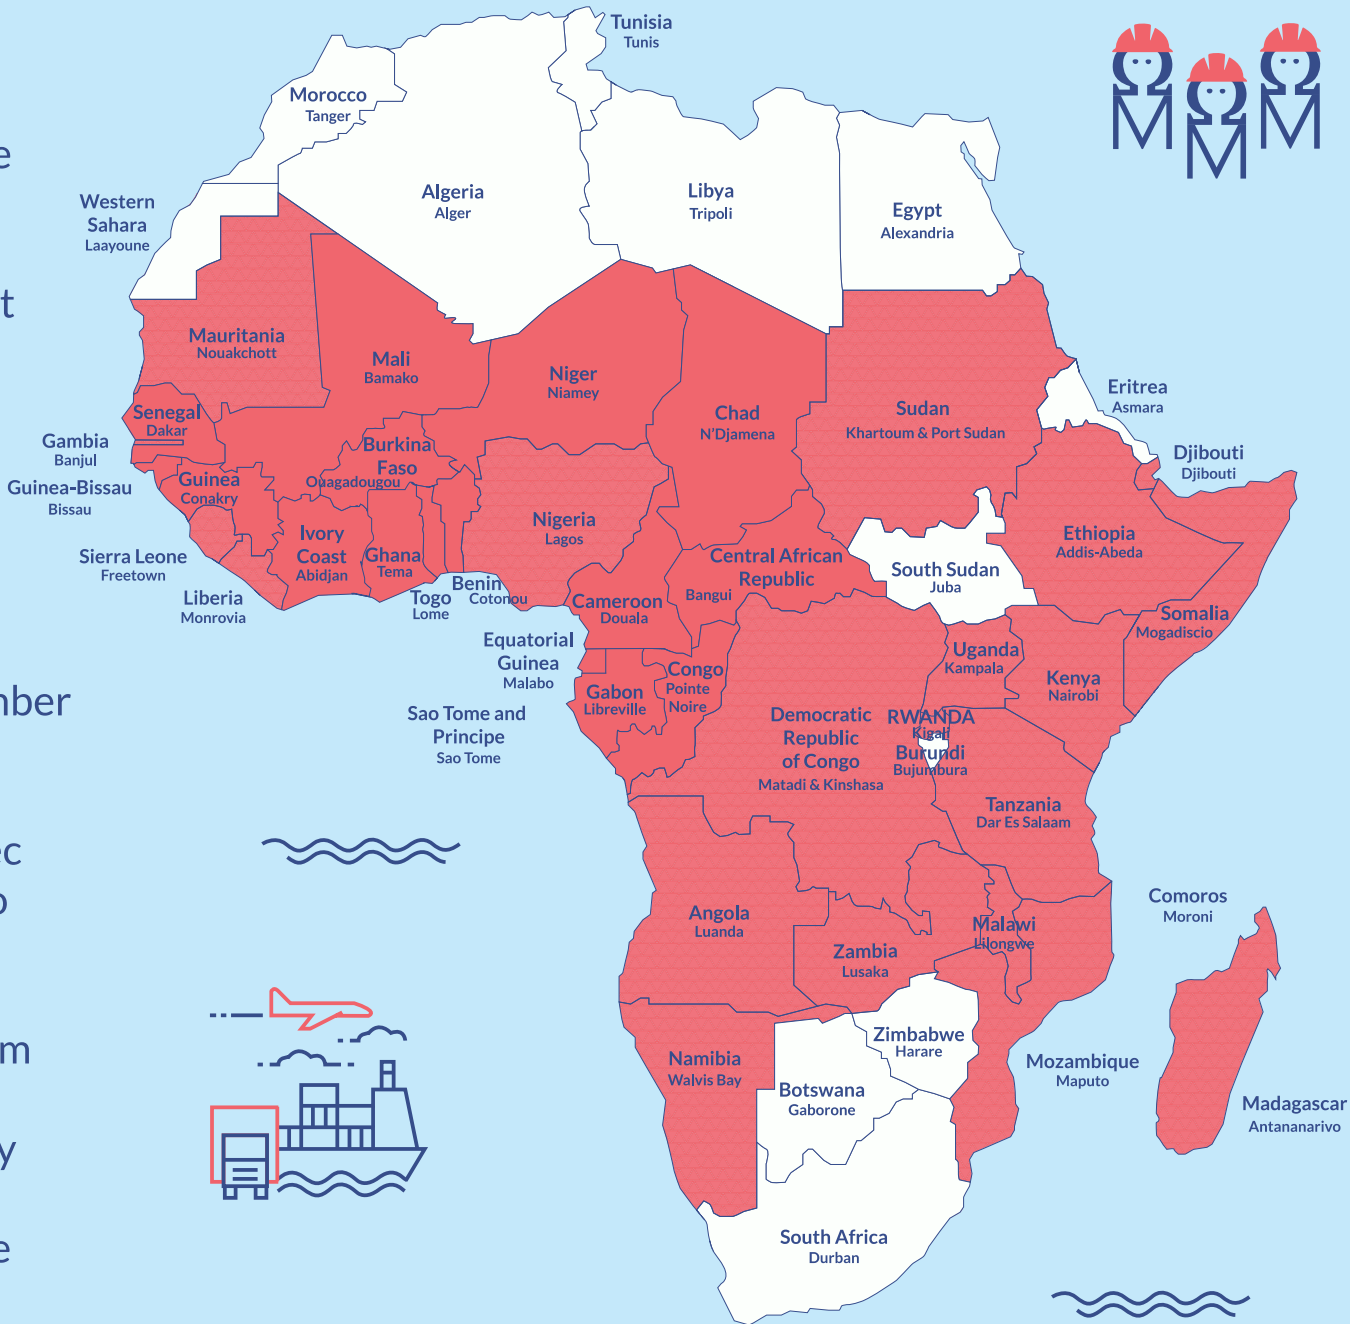 Tunisia
Tunis
Morocco
Tanger
e
Algeria
Alger
Libya
Tripoli
Egypt
Alexandria
Western
Sahara
Laayoune
t
Mauritania
Nouakchott
Mali
Bamako
Niger
Niamey
Chad
N'Djamena
Sudan
Khartoum & Port Sudan
Eritrea
Asmara
Senegal
Dakar
Gambia
Banjul
Burkina
Faso
Ouagadougou
Djibouti
Djibouti
Guinea-Bissau
Bissau
Guinea
Conakry
Nigeria
Lagos
Ivory
Coast
Abidjan
Ghana
Tema
Ethiopia
Addis-Abeda
Sierra Leone
Freetown
Central African
Republic
Bangui
South Sudan
Juba
Liberia
Monrovia
Togo
Lome
Benin
Cotonou
Cameroon
Douala
Somalia
Mogadiscio
Equatorial
Guinea
Malabo
Uganda
Kampala
Kenya
Nairobi
Gabon
Libreville
Congo
Pointe
Noire
mber
Sao Tome and
Principe
Sao Tome
Democratic
Republic
of Congo
Matadi & Kinshasa
RWANDA
Kigali
Burundi
Bujumbura
Tanzania
Dar Es Salaam
ec
o
Comoros
Moroni
Angola
Luanda
Malawi
Lilongwe
Zambia
Lusaka
m
Zimbabwe
Harare
Namibia
Walvis Bay
Mozambique
Maputo
Botswana
Gaborone
Madagascar
Antananarivo
y
South Africa
Durban
e